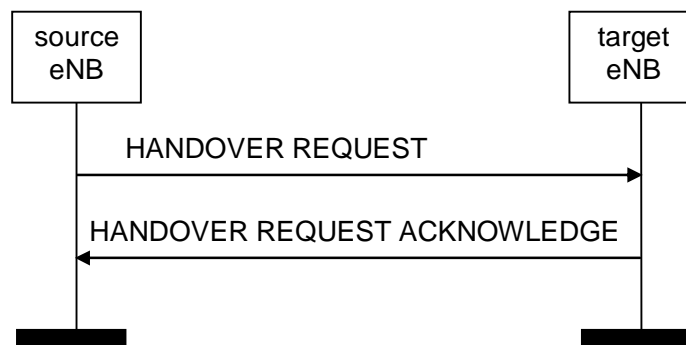 source
eNB
target
eNB
HANDOVER REQUEST
HANDOVER REQUEST ACKNOWLEDGE